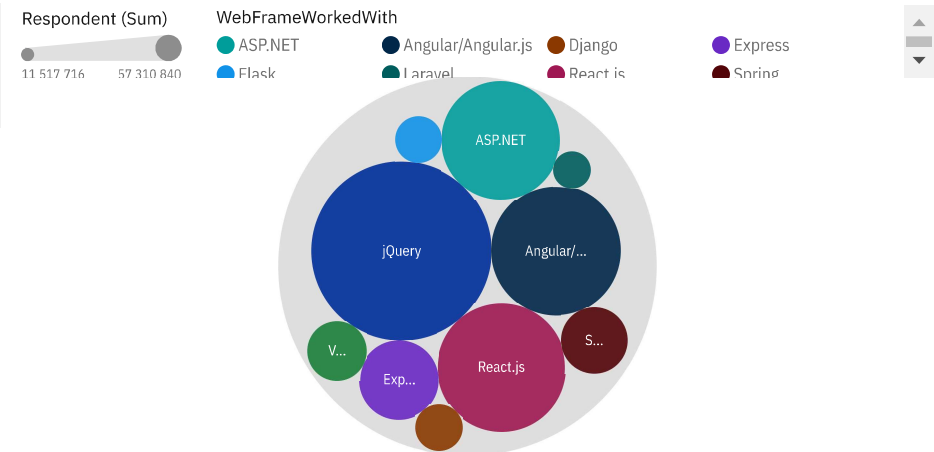 Respondent (Sum)
11 517 716 57 310 840
WebFrameWorkedWith
ASP.NET Angular/Angular.js Django Express
Flask Laravel React.js Spring
ASP.NET
jQuery
Angular/...
V...
Exp...
React.js
S...